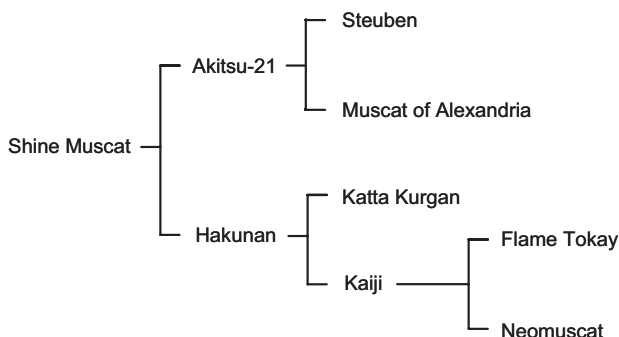 Steuben
Akitsu-21
Muscat of Alexandria
Shine Muscat
Katta Kurgan
Hakunan
Flame Tokay
Kaiji
Neomuscat